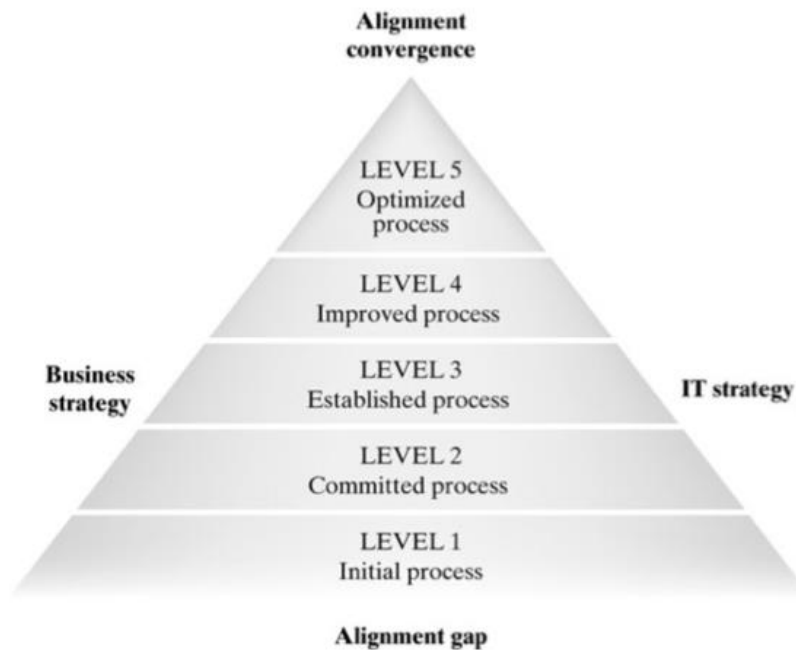 Alignment
convergence
LEVEL 5
Optimized
process
LEVEL 4
Improved process
Business
strategy
LEVEL 3
Established process
IT strategy
LEVEL 2
Committed process
LEVEL 1
Initial process
Alignment gap